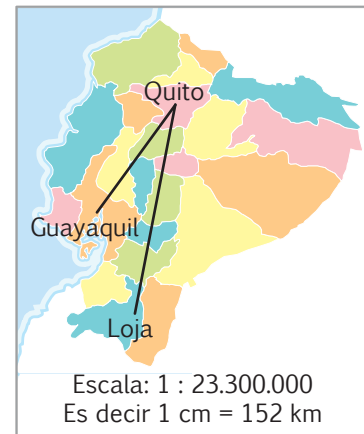 Quito
Guayaquil
Loja
Escala: 1 : 23.300.000
Es decir 1 cm = 152 km